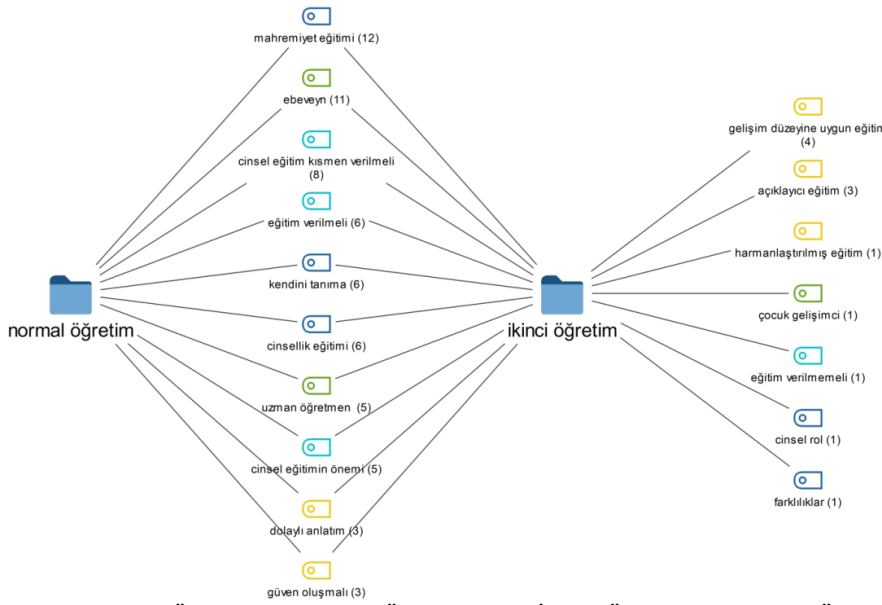 mahremiyet eğitimi (12)
ebeveyn (11)
cinsel eğitim kısmen verilmeli
(8)
eğitim verilmeli (6)
kendini tanıma (6)
cinsellik eğitimi (6)
uzman öğretmen (5)
cinsel eğitimin önemi (5)
dolaylı anlatım (3)
güven oluşmalı (3)
normal öğretim
ikinci öğretim
gelişim düzeyine uygun eğitim
(4)
açıklayıcı eğitim (3)
harmanlaştırılmış eğitim (1)
çocuk gelişimci (1)
eğitim verilmemeli (1)
cinsel rol (1)
farklılıklar (1)